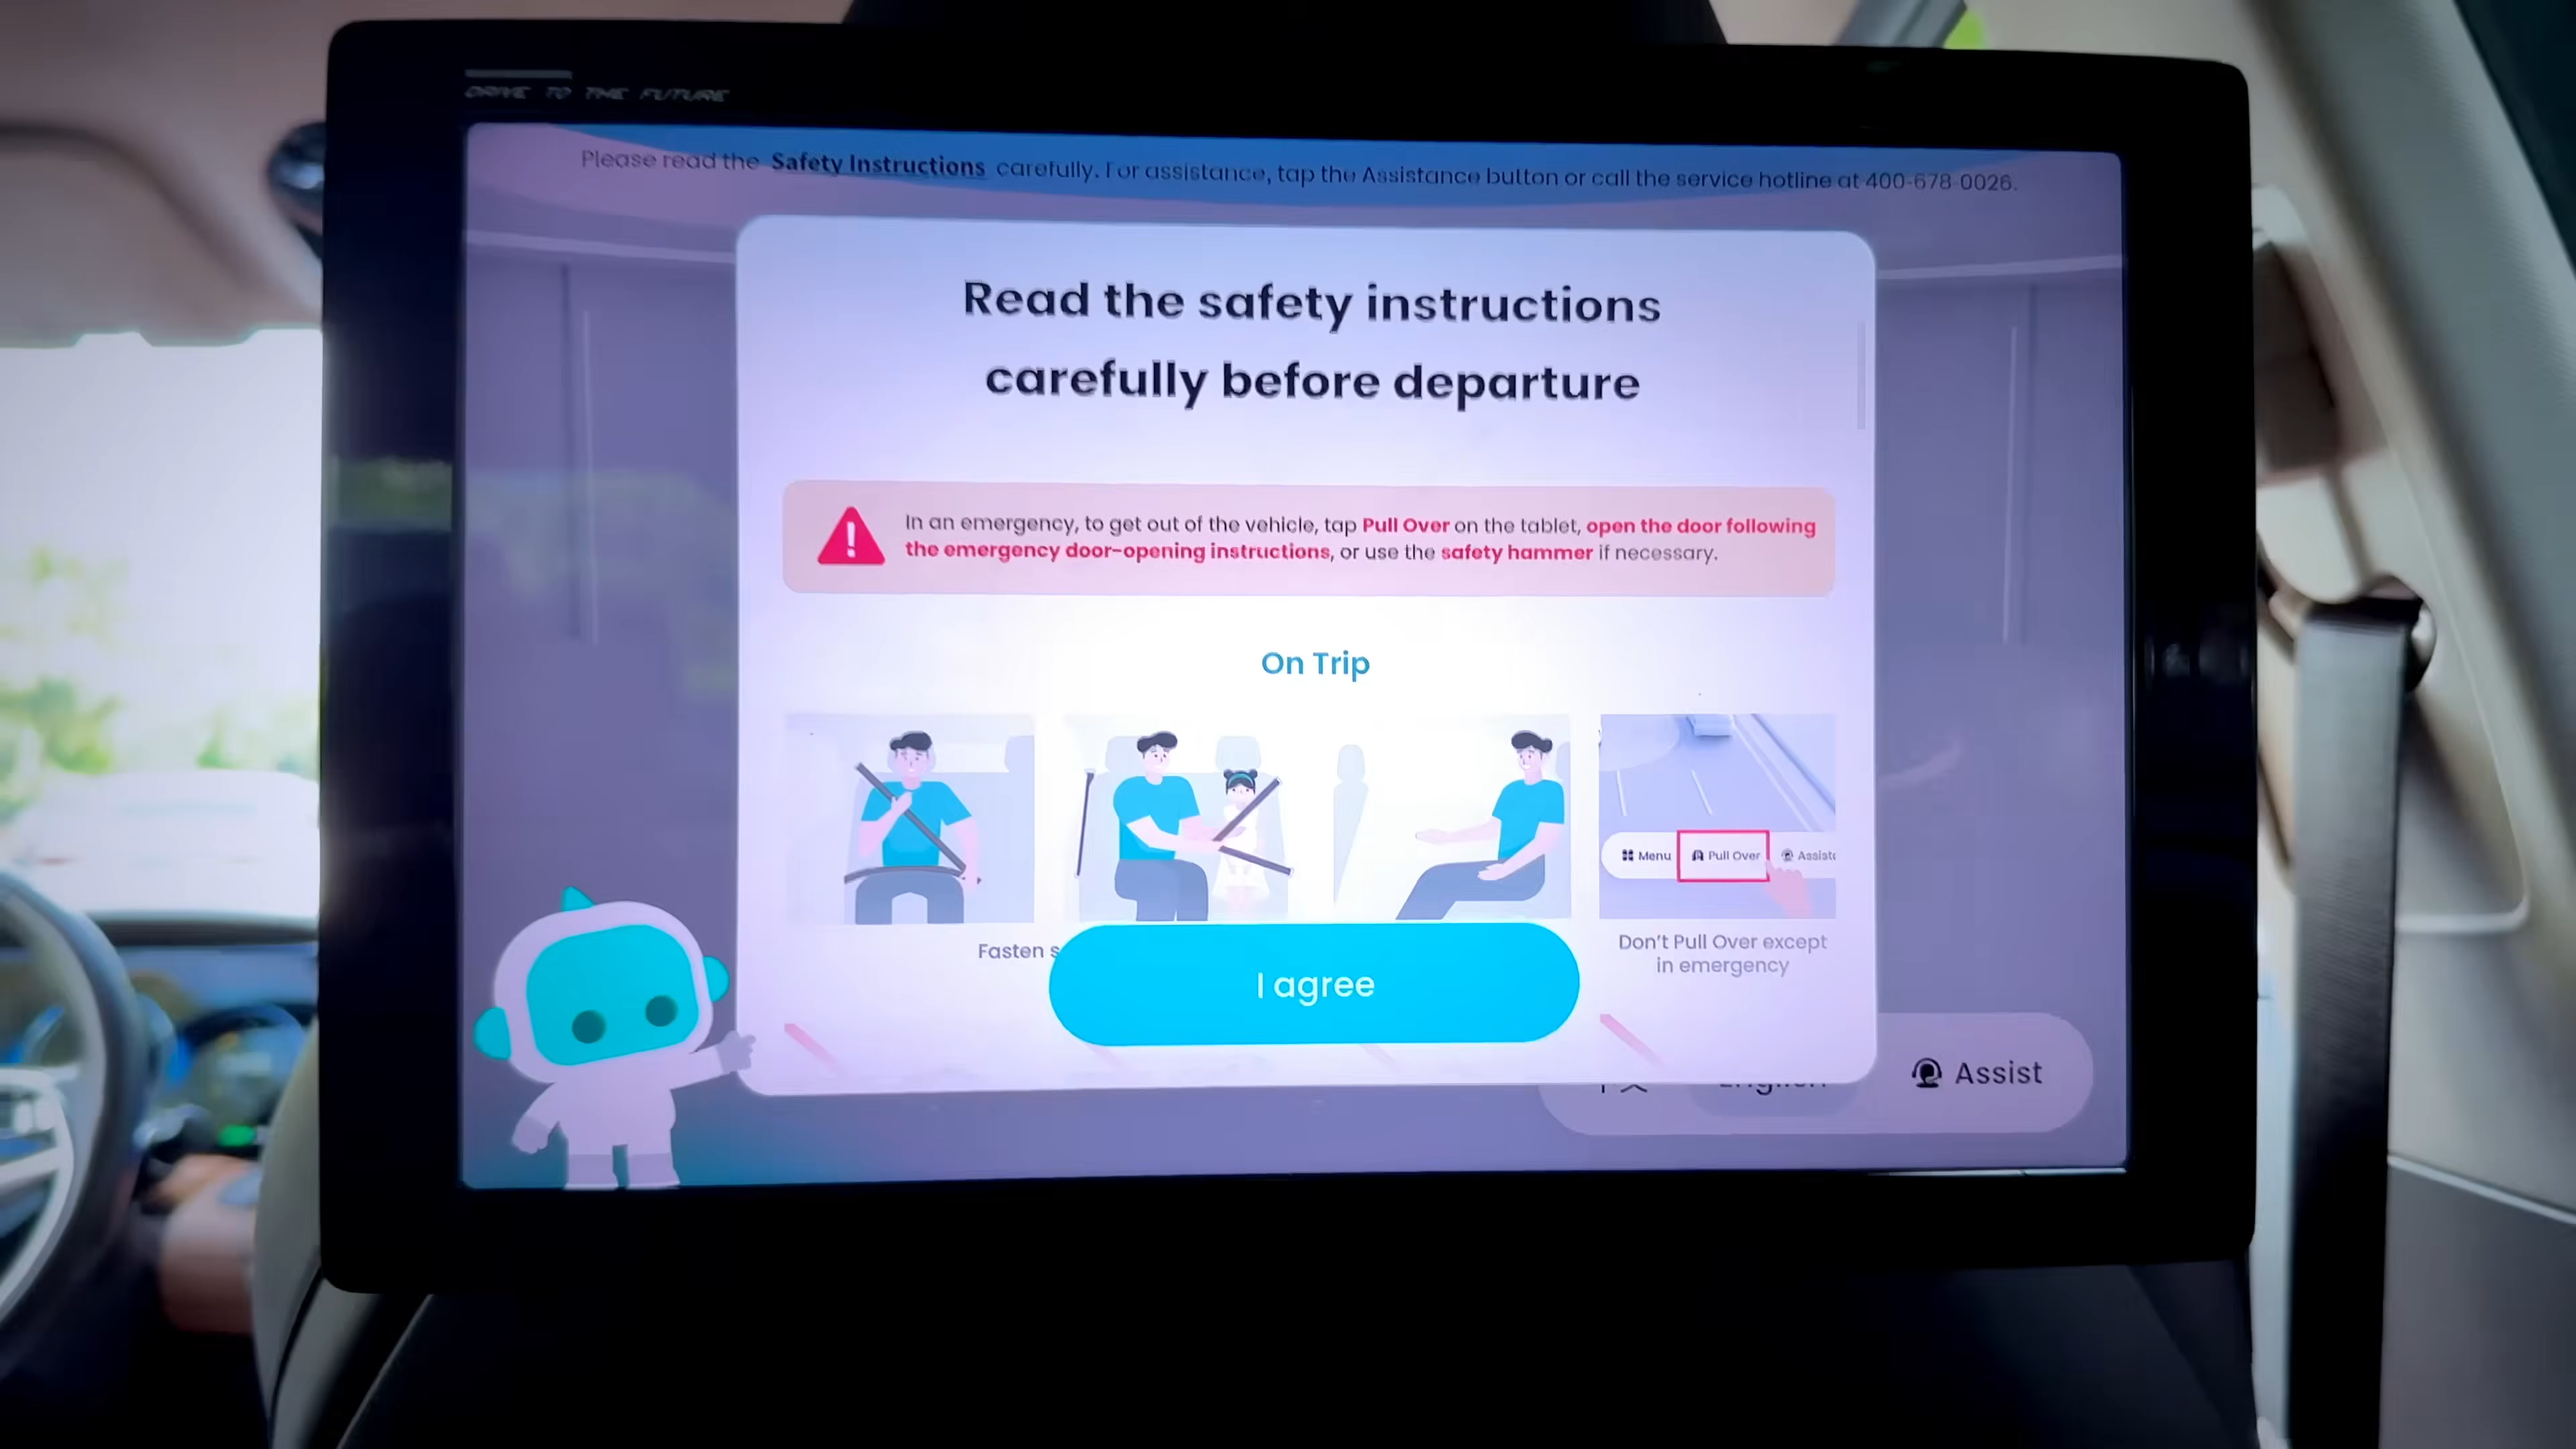 DRIVE TO THE FUTURE
Please read the Safety Instructions carefully. For assistance, tap the Assistance button or call the service hotline at 400-678-0026.
Read the safety instructions
carefully before departure
In an emergency, to get out of the vehicle, tap Pull Over on the tablet, open the door following
the emergency door-opening instructions, or use the safety hammer if necessary.
On Trip
Menu Pull Over Assista
Fasten s
Don't Pull Over except
in emergency
I agree
English
Assist